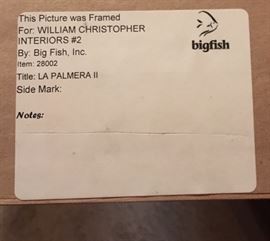 This Picture was Framed
For: WILLIAM CHRISTOPHER
INTERIORS #2
By: Big Fish, Inc.
Item: 28002
Title: LA PALMERA II
Side Mark:
Notes:
bigfish